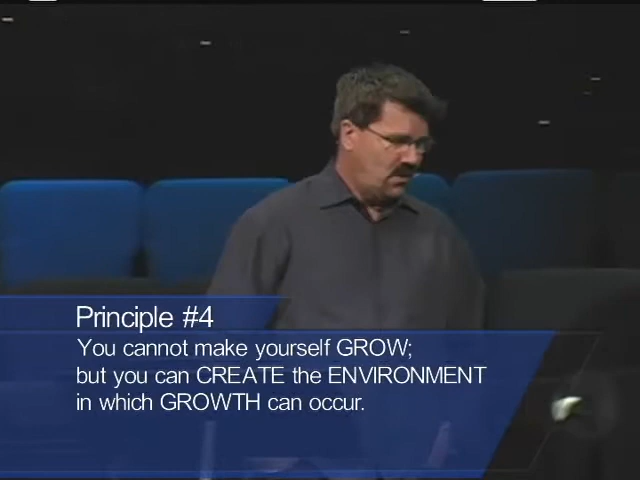 Principle #4
You cannot make yourself GROW;
but you can CREATE the ENVIRONMENT
in which GROWTH can occur.